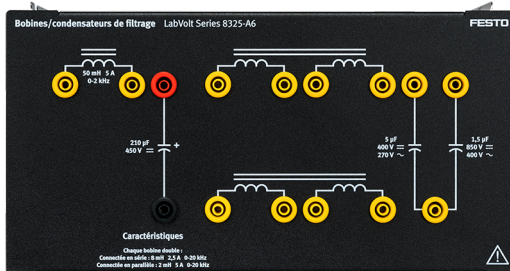 Bobines/condensateurs de filtrage LabVolt Series 8325-A6
FESTO
50 mH 5 A
0-2 kHz
210 µF
450 V ⎓
+
5 µF
400 V ⎓
270 V ~
1,5 µF
850 V ⎓
400 V ~
Caractéristiques
Chaque bobine double :
Connectée en série : 8 mH 2,5 A 0-20 kHz
Connectée en parallèle : 2 mH 5 A 0-20 kHz